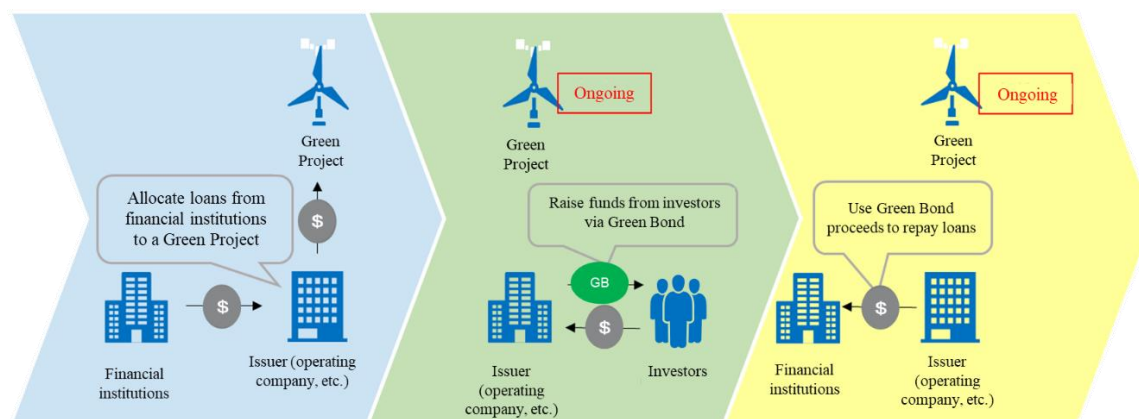 Green
Project
Allocate loans from
financial institutions
to a Green Project
$
$
Financial
institutions
Issuer (operating
company, etc.)
Ongoing
Green
Project
Raise funds from investors
via Green Bond
GB
$
Issuer
(operating
company, etc.)
Investors
Ongoing
Green
Project
Use Green Bond
proceeds to repay loans
$
Financial
institutions
Issuer
(operating
company, etc.)